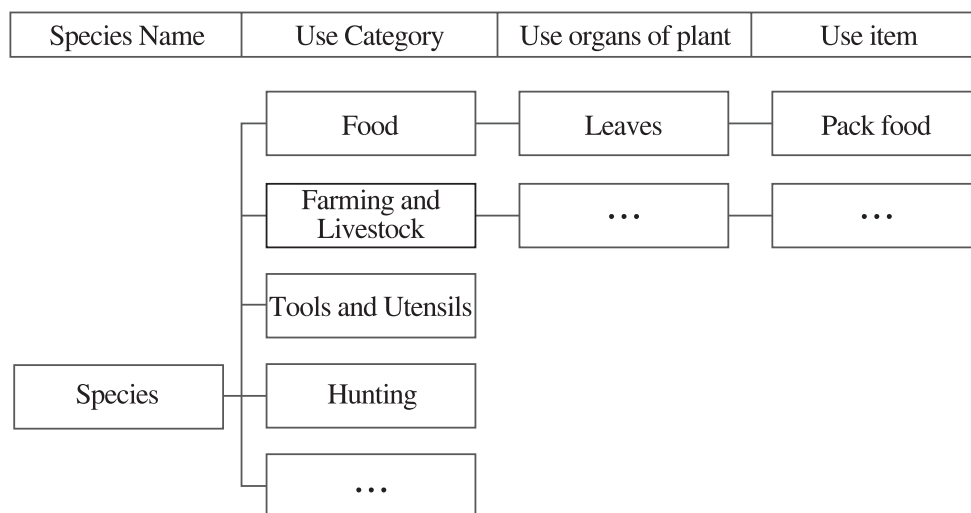 Species Name Use Category Use organs of plant Use item
Food Leaves Pack food
Farming and
Livestock
... ...
Tools and Utensils
Species Hunting
...